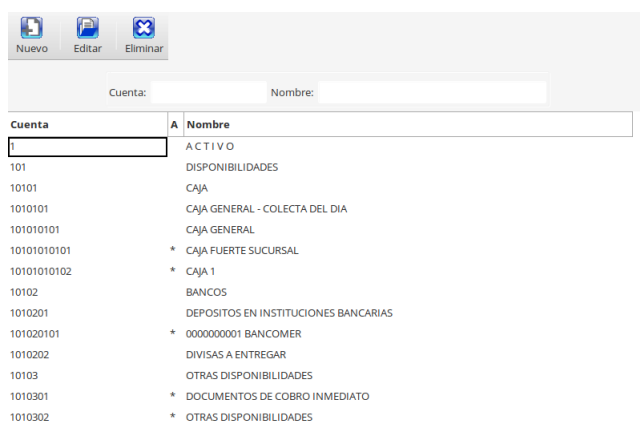 Nuevo Editar Eliminar
Cuenta: Nombre:
Cuenta A Nombre
1 A C T I V O
101 DISPONIBILIDADES
10101 CAJA
1010101 CAJA GENERAL - COLECTA DEL DIA
101010101 CAJA GENERAL
10101010101 * CAJA FUERTE SUCURSAL
10101010102 * CAJA 1
10102 BANCOS
1010201 DEPOSITOS EN INSTITUCIONES BANCARIAS
101020101 * 0000000001 BANCOMER
1010202 DIVISAS A ENTREGAR
10103 OTRAS DISPONIBILIDADES
1010301 * DOCUMENTOS DE COBRO INMEDIATO
1010302 * OTRAS DISPONIBILIDADES